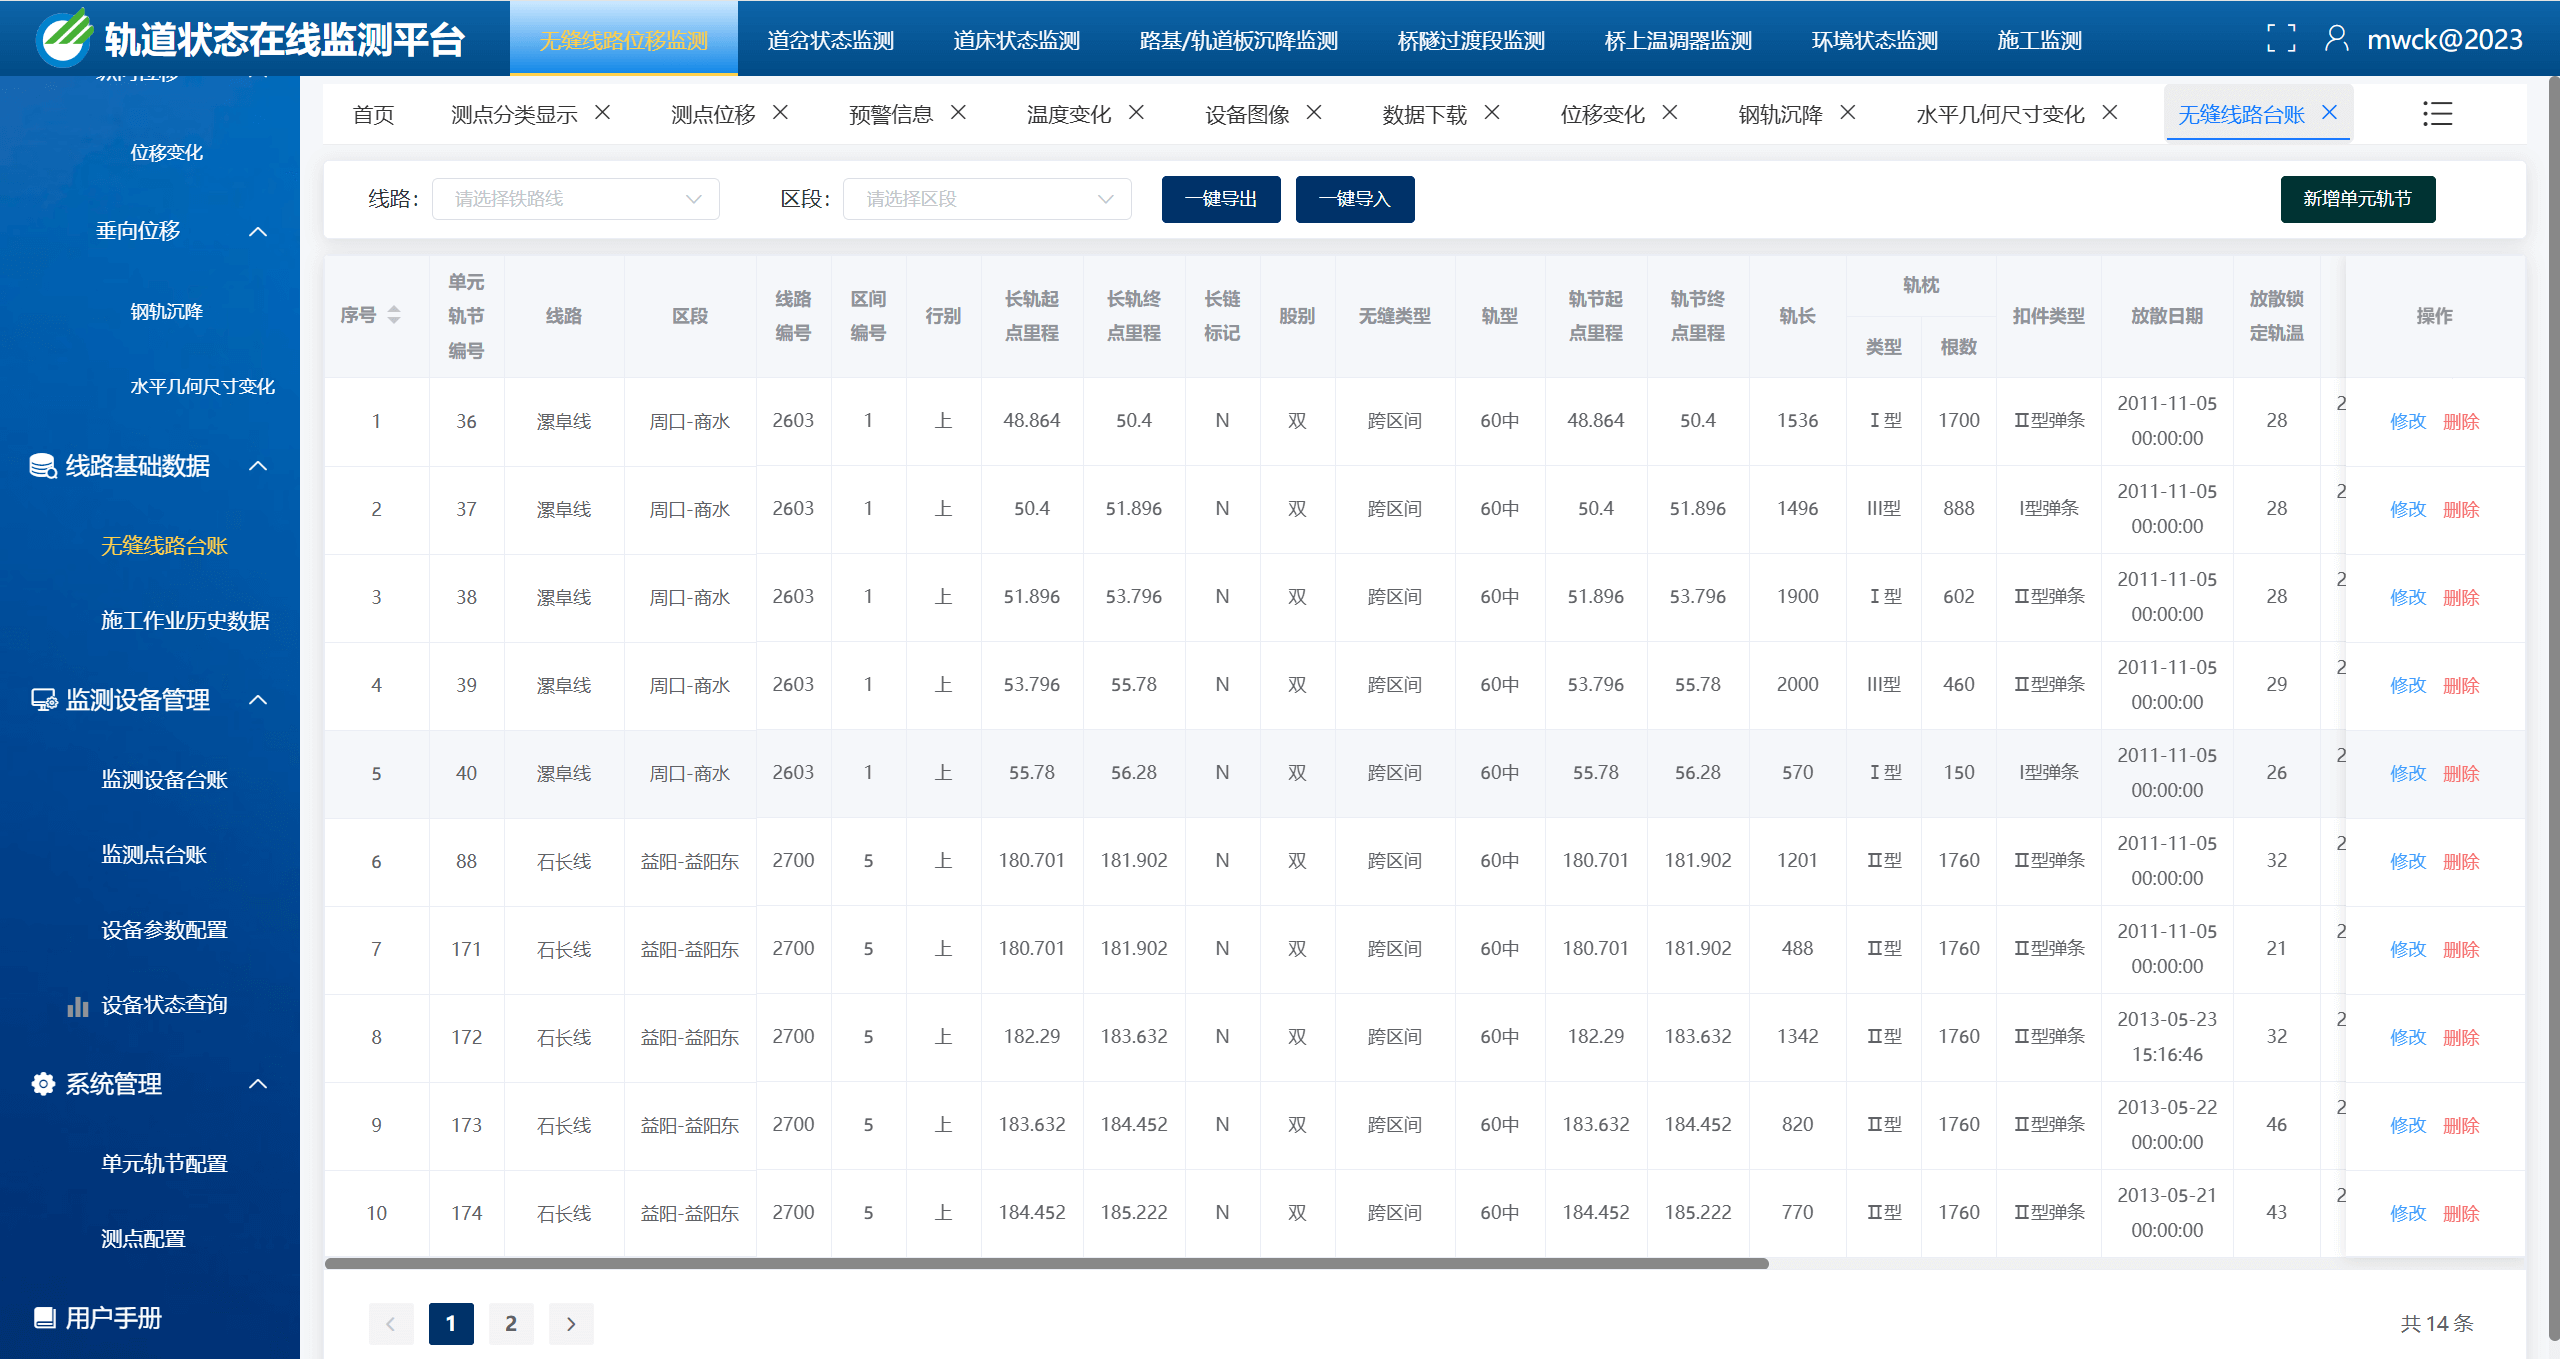 轨道状态在线监测平台
无缝线路位移监测 道岔状态监测 道床状态监测 路基/轨道板沉降监测 桥隧过渡段监测 桥上温调器监测 环境状态监测 施工监测 mwck@2023
首页 测点分类显示 测点位移 预警信息 温度变化 设备图像 数据下载 位移变化 钢轨沉降 水平几何尺寸变化 无缝线路台账
位移变化
垂向位移
钢轨沉降
水平几何尺寸变化
线路基础数据
无缝线路台账
施工作业历史数据
监测设备管理
监测设备台账
监测点台账
设备参数配置
设备状态查询
系统管理
单元轨节配置
测点配置
用户手册
线路: 请选择铁路线 区段: 请选择区段 一键导出 一键导入 新增单元轨节
序号 单元轨节编号 线路 区段 线路编号 区间编号 行别 长轨起点里程 长轨终点里程 长链标记 股别 无缝类型 轨型 轨节起点里程 轨节终点里程 轨长 轨枕 类型 根数 扣件类型 放散日期 放散锁定轨温 操作
1 36 漯阜线 周口-商水 2603 1 上 48.864 50.4 N 双 跨区间 60中 48.864 50.4 1536 Ⅰ型 1700 Ⅱ型弹条 2011-11-05 00:00:00 28 2 修改 删除
2 37 漯阜线 周口-商水 2603 1 上 50.4 51.896 N 双 跨区间 60中 50.4 51.896 1496 III型 888 I型弹条 2011-11-05 00:00:00 28 2 修改 删除
3 38 漯阜线 周口-商水 2603 1 上 51.896 53.796 N 双 跨区间 60中 51.896 53.796 1900 Ⅰ型 602 Ⅱ型弹条 2011-11-05 00:00:00 28 2 修改 删除
4 39 漯阜线 周口-商水 2603 1 上 53.796 55.78 N 双 跨区间 60中 53.796 55.78 2000 III型 460 Ⅱ型弹条 2011-11-05 00:00:00 29 2 修改 删除
5 40 漯阜线 周口-商水 2603 1 上 55.78 56.28 N 双 跨区间 60中 55.78 56.28 570 Ⅰ型 150 I型弹条 2011-11-05 00:00:00 26 2 修改 删除
6 88 石长线 益阳-益阳东 2700 5 上 180.701 181.902 N 双 跨区间 60中 180.701 181.902 1201 Ⅱ型 1760 Ⅱ型弹条 2011-11-05 00:00:00 32 2 修改 删除
7 171 石长线 益阳-益阳东 2700 5 上 180.701 181.902 N 双 跨区间 60中 180.701 181.902 488 Ⅱ型 1760 Ⅱ型弹条 2011-11-05 00:00:00 21 2 修改 删除
8 172 石长线 益阳-益阳东 2700 5 上 182.29 183.632 N 双 跨区间 60中 182.29 183.632 1342 Ⅱ型 1760 Ⅱ型弹条 2013-05-23 15:16:46 32 2 修改 删除
9 173 石长线 益阳-益阳东 2700 5 上 183.632 184.452 N 双 跨区间 60中 183.632 184.452 820 Ⅱ型 1760 Ⅱ型弹条 2013-05-22 00:00:00 46 2 修改 删除
10 174 石长线 益阳-益阳东 2700 5 上 184.452 185.222 N 双 跨区间 60中 184.452 185.222 770 Ⅱ型 1760 Ⅱ型弹条 2013-05-21 00:00:00 43 2 修改 删除
1 2 共 14 条